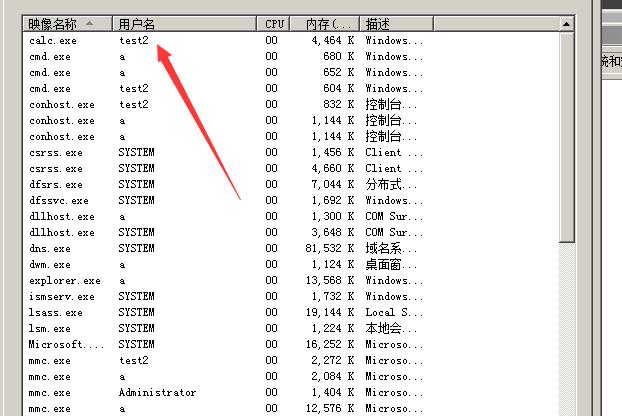 映像名称 用户名 CPU 内存(... 描述
calc.exe test2 00 4,464 K Windows...
cmd.exe a 00 680 K Windows...
cmd.exe a 00 652 K Windows...
cmd.exe test2 00 604 K Windows...
conhost.exe test2 00 832 K 控制台...
conhost.exe a 00 1,144 K 控制台...
conhost.exe a 00 1,144 K 控制台...
csrss.exe SYSTEM 00 1,456 K Client ...
csrss.exe SYSTEM 00 4,660 K Client ...
dfsrs.exe SYSTEM 00 7,044 K 分布式...
dfssvc.exe SYSTEM 00 1,692 K Windows...
dllhost.exe a 00 1,300 K COM Sur...
dllhost.exe SYSTEM 00 3,648 K COM Sur...
dns.exe SYSTEM 00 81,532 K 域名系...
dwm.exe a 00 1,124 K 桌面窗...
explorer.exe a 00 13,568 K Windows...
ismserv.exe SYSTEM 00 1,732 K Windows...
lsass.exe SYSTEM 00 19,144 K Local S...
lsm.exe SYSTEM 00 1,224 K 本地会...
Microsoft.... SYSTEM 00 16,252 K Microso...
mmc.exe test2 00 2,272 K Microso...
mmc.exe a 00 2,084 K Microso...
mmc.exe Administrator 00 1,404 K Microso...
mmc.exe a 00 12,576 K Microso...